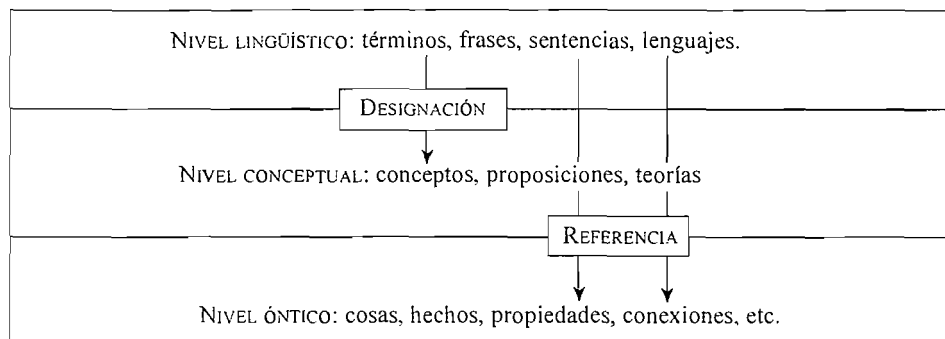 NIVEL LINGÜÍSTICO: términos, frases, sentencias, lenguajes.
DESIGNACIÓN
NIVEL CONCEPTUAL: conceptos, proposiciones, teorías
REFERENCIA
NIVEL ÓNTICO: cosas, hechos, propiedades, conexiones, etc.